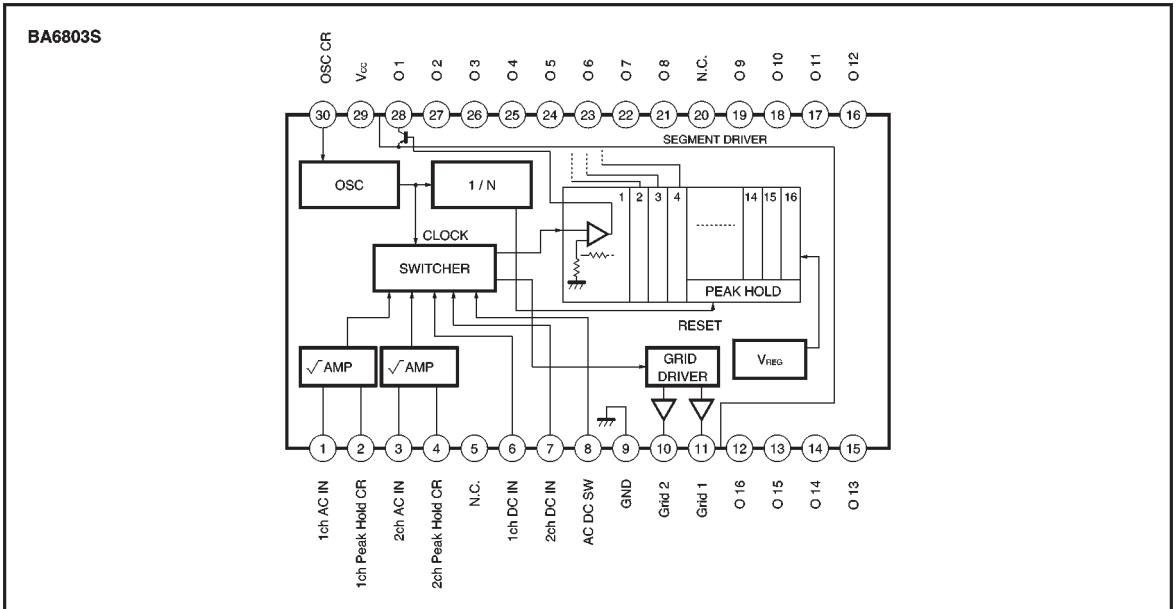 BA6803S
OSC CR
Vcc
O 1
O 2
O 3
O 4
O 5
O 6
O 7
O 8
N.C.
O 9
O 10
O 11
O 12
30 29 28 27 26 25 24 23 22 21 20 19 18 17 16
SEGMENT DRIVER
OSC
1 / N
1 2 3 4 14 15 16
CLOCK
SWITCHER
PEAK HOLD
RESET
√ AMP
√ AMP
GRID
DRIVER
VREG
1 2 3 4 5 6 7 8 9 10 11 12 13 14 15
1ch AC IN
1ch Peak Hold CR
2ch AC IN
2ch Peak Hold CR
N.C.
1ch DC IN
2ch DC IN
AC DC SW
GND
Grid 2
Grid 1
O 16
O 15
O 14
O 13